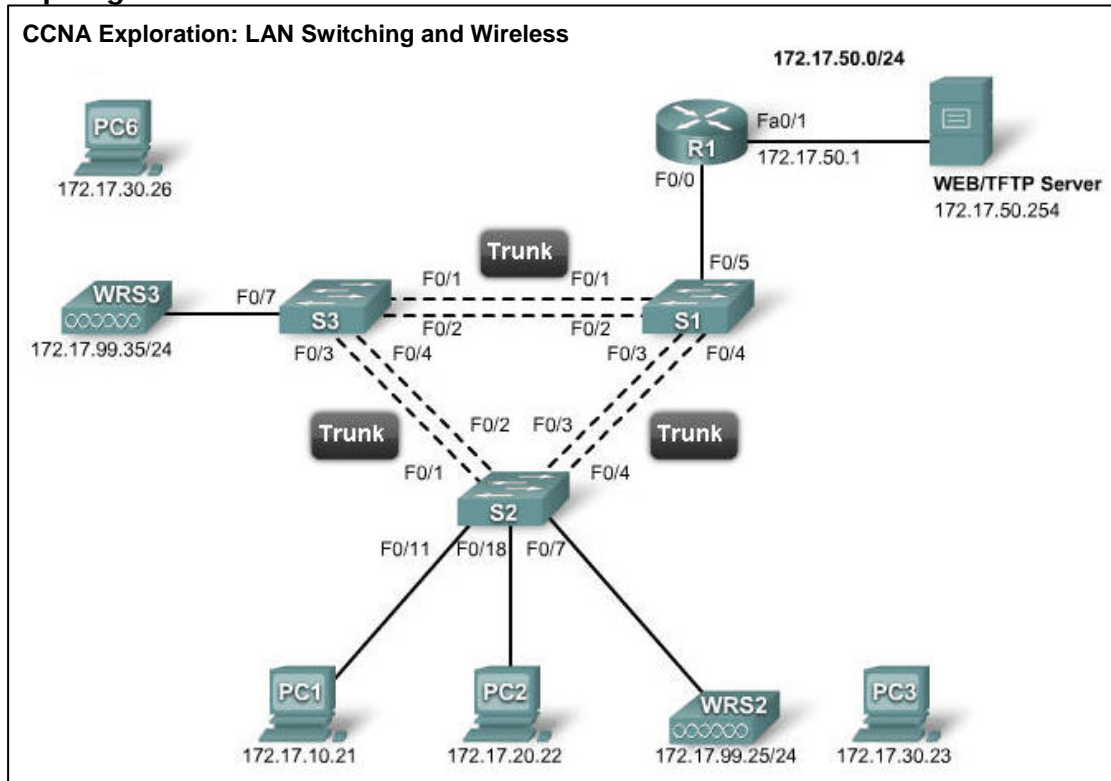 CCNA Exploration: LAN Switching and Wireless
172.17.50.0/24
PC6
172.17.30.26
Fa0/1
R1
172.17.50.1
F0/0
WEB/TFTP Server
172.17.50.254
Trunk
F0/5
WRS3
F0/7
F0/1
F0/1
S3
S1
F0/2
F0/2
172.17.99.35/24
F0/3
F0/4
F0/3
F0/4
Trunk
F0/2
F0/3
Trunk
F0/1
F0/4
S2
F0/11
F0/18
F0/7
PC1
PC2
WRS2
PC3
172.17.10.21
172.17.20.22
172.17.99.25/24
172.17.30.23